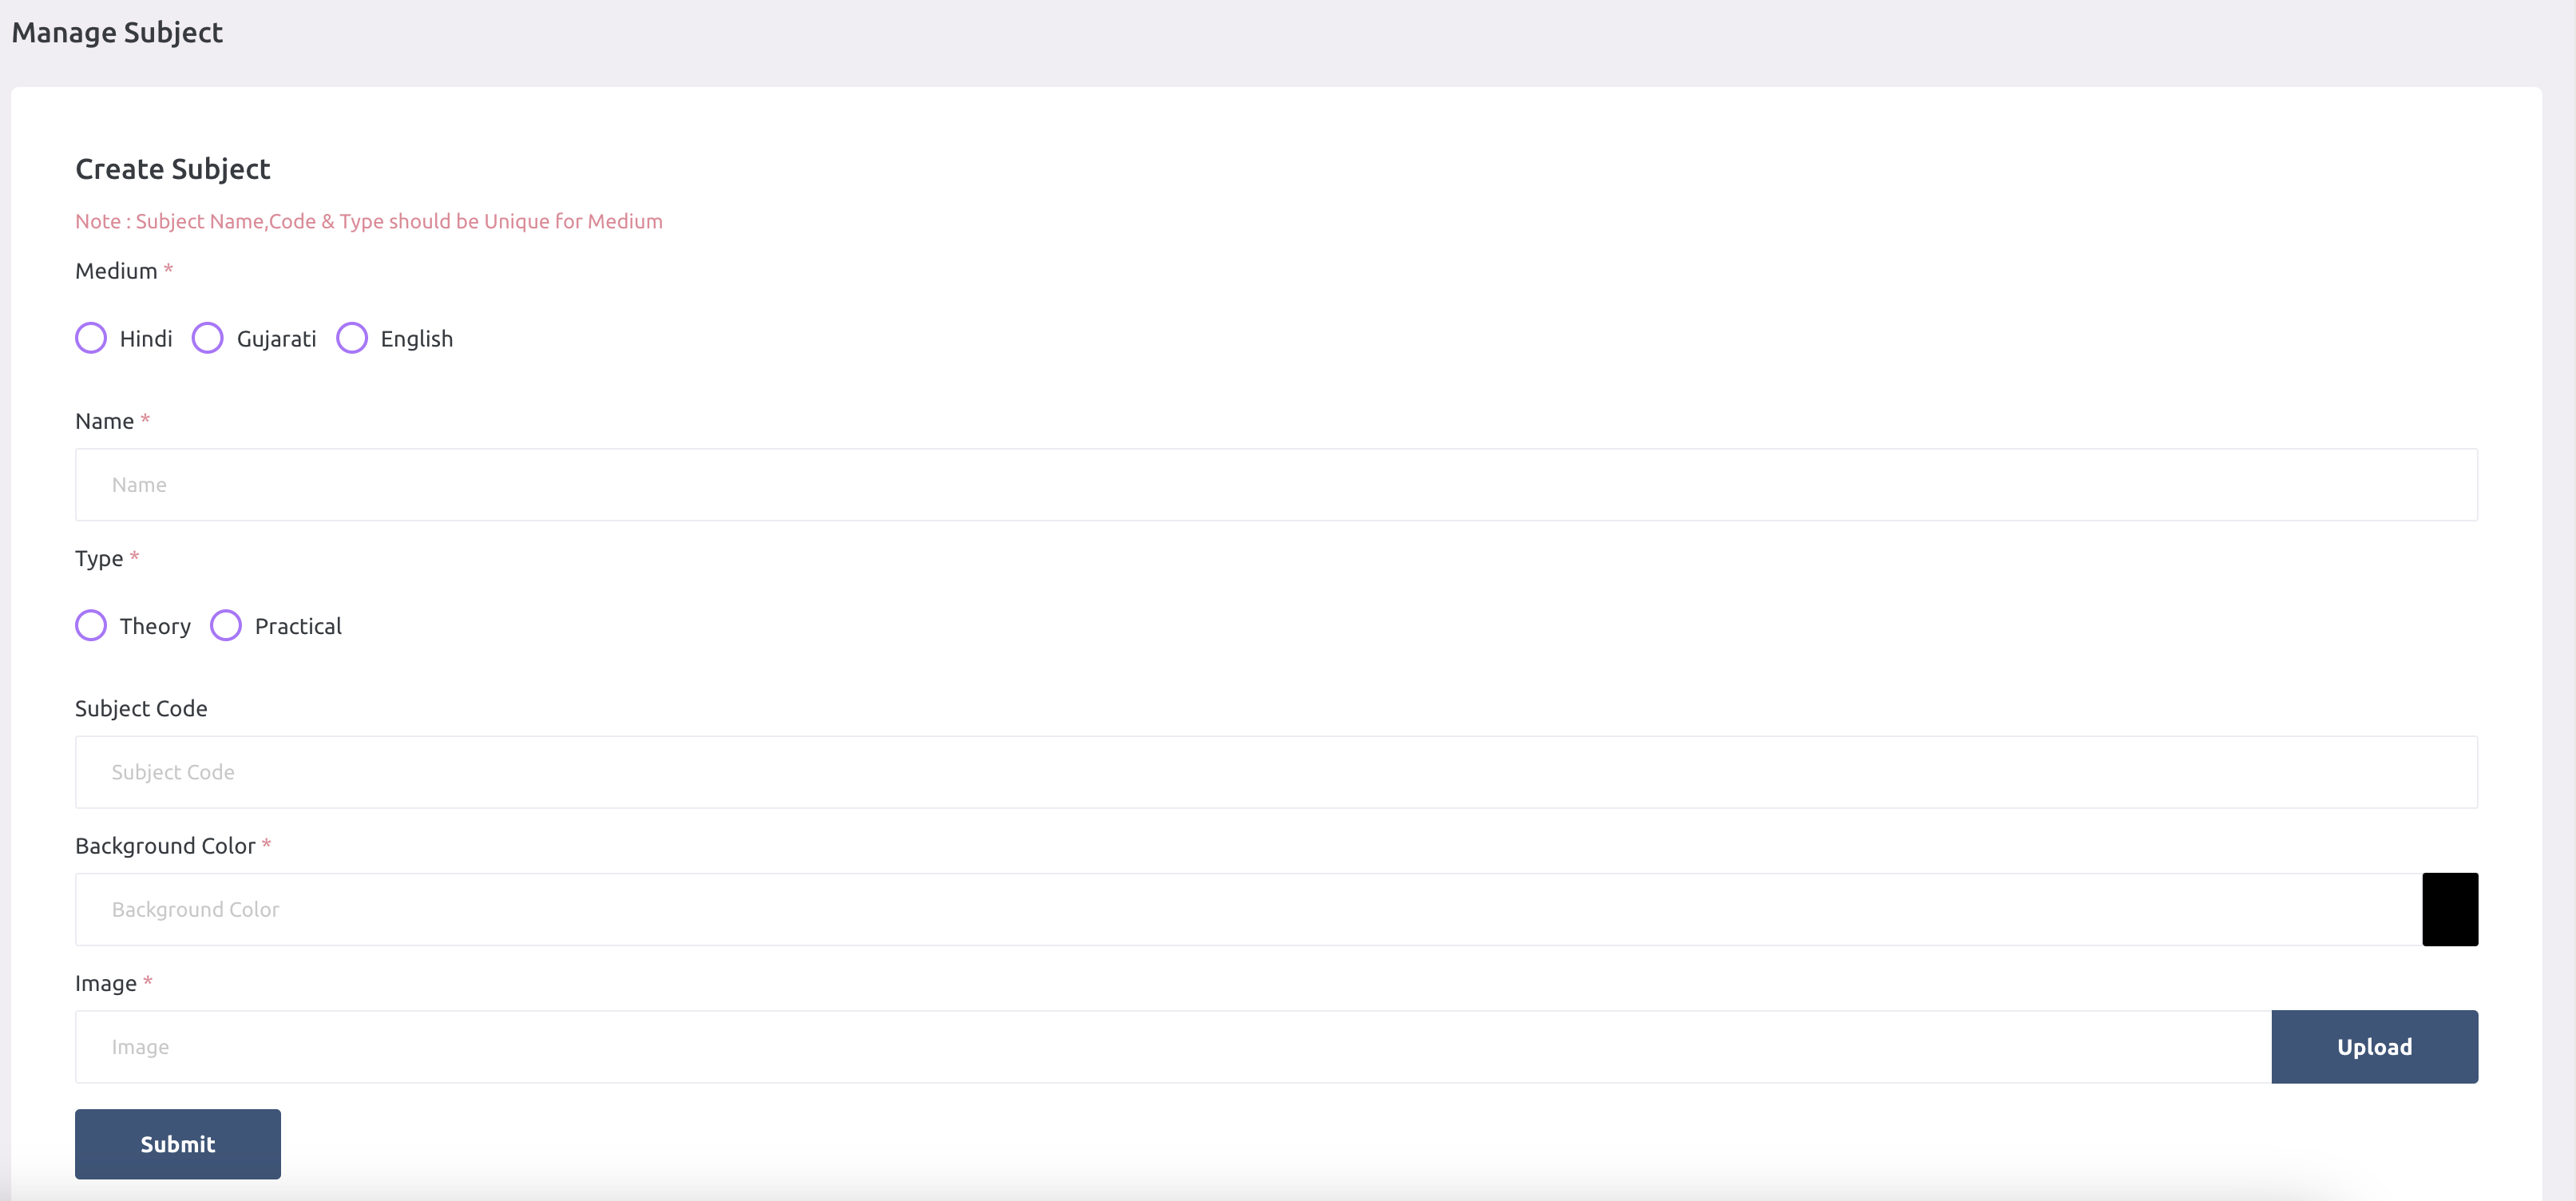 Manage Subject
Create Subject
Note : Subject Name,Code & Type should be Unique for Medium
Medium *
Hindi Gujarati English
Name *
Name
Type *
Theory Practical
Subject Code
Subject Code
Background Color *
Background Color
Image *
Image Upload
Submit